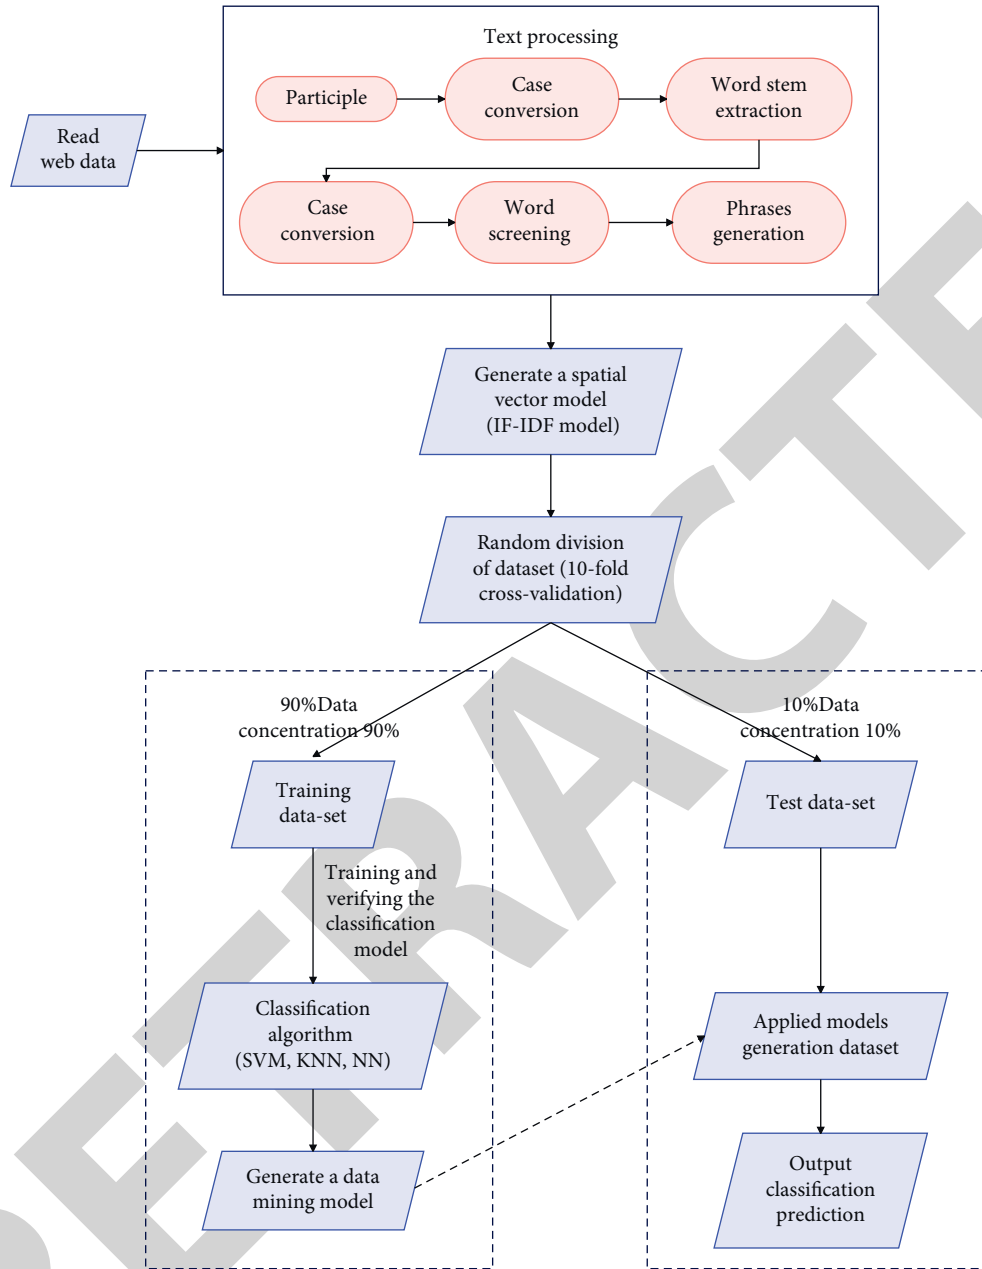 Text processing
Participle
Case
conversion
Word stem
extraction
Read
web data
Case
conversion
Word
screening
Phrases
generation
Generate a spatial
vector model
(IF-IDF model)
Random division
of dataset (10-fold
cross-validation)
90%Data
concentration 90%
10%Data
concentration 10%
Training
data-set
Test data-set
Training and
verifying the
classification
model
Classification
algorithm
(SVM, KNN, NN)
Applied models
generation dataset
Generate a data
mining model
Output
classification
prediction
RETRACTE